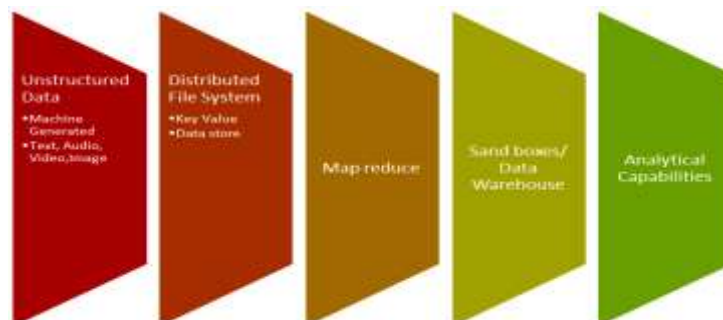 Unstructured
Data
•Machine
Generated
•Text, Audio,
Video,Image
Distributed
File System
•Key Value
•Data store
Map-reduce
Sand boxes/
Data
Warehouse
Analytical
Capabilities